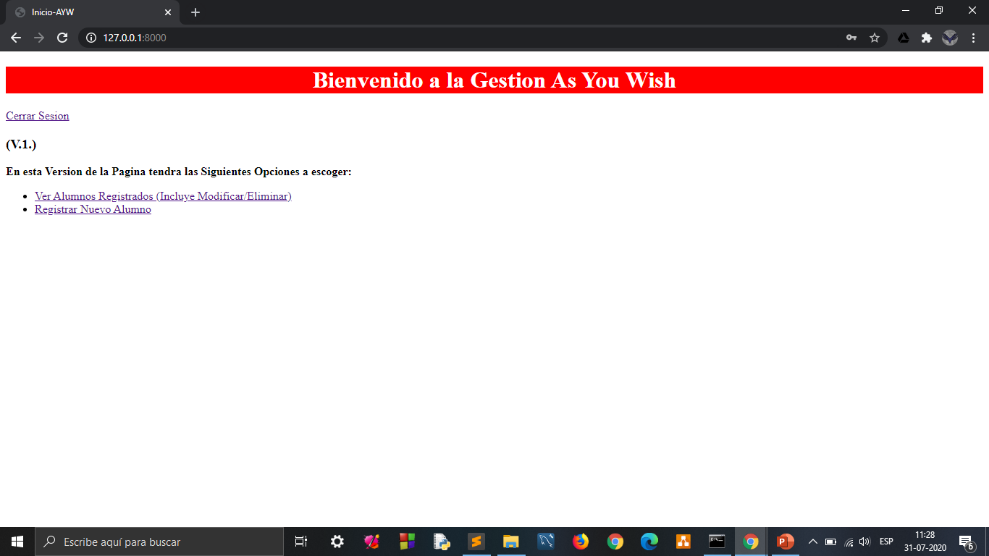 Inicio-AYW
127.0.0.1:8000
Bienvenido a la Gestion As You Wish
Cerrar Sesion
(V.1.)
En esta Version de la Pagina tendra las Siguientes Opciones a escoger:
Ver Alumnos Registrados (Incluye Modificar/Eliminar)
Registrar Nuevo Alumno
Escribe aquí para buscar
ESP
11:28
31-07-2020
6